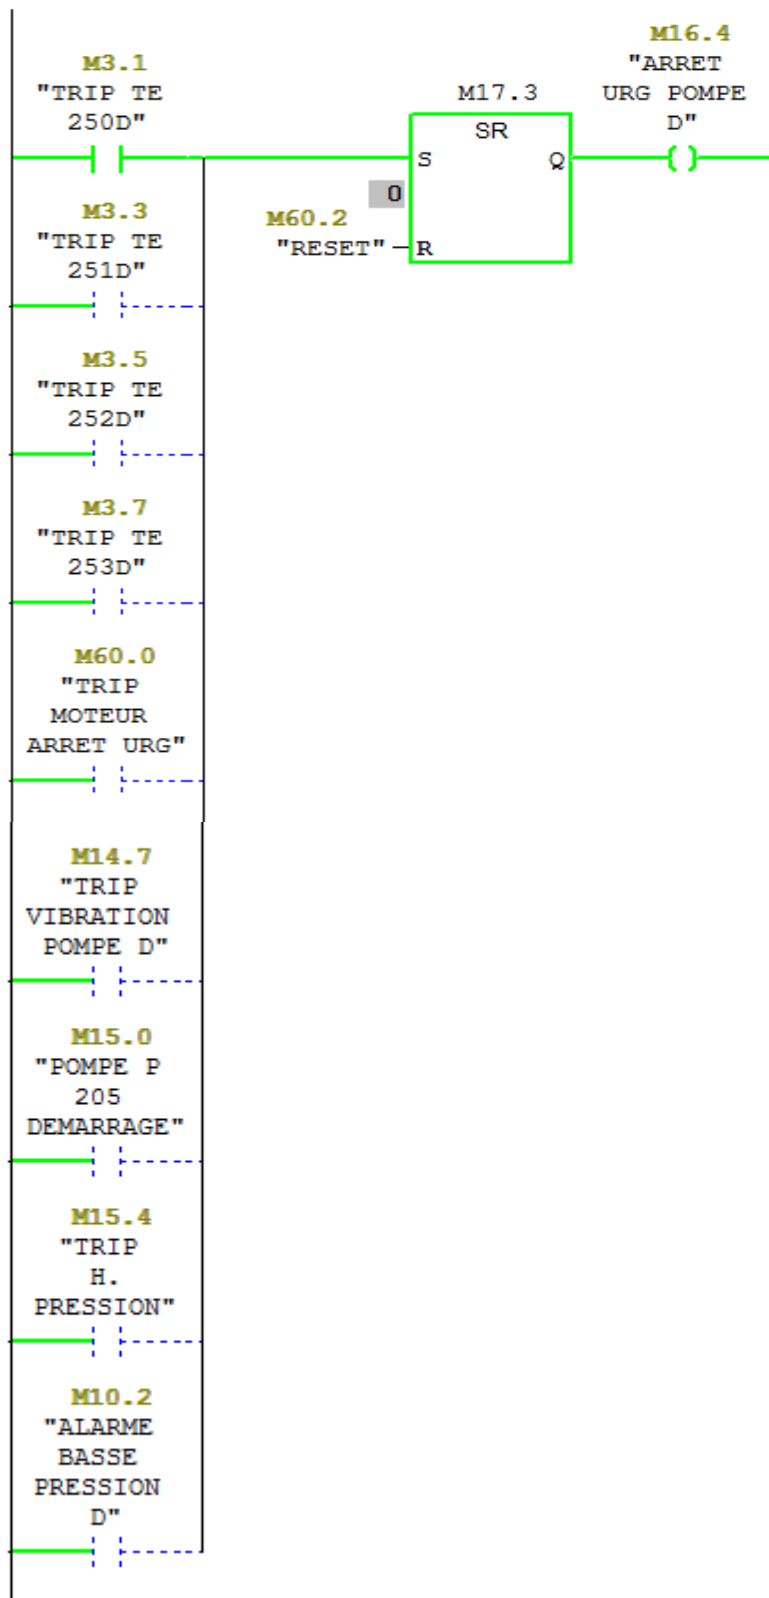 M3.1
"TRIP TE
250D"
M17.3
SR
S
Q
0
M60.2
"RESET"
R
M16.4
"ARRET
URG POMPE
D"
M3.3
"TRIP TE
251D"
M3.5
"TRIP TE
252D"
M3.7
"TRIP TE
253D"
M60.0
"TRIP
MOTEUR
ARRET URG"
M14.7
"TRIP
VIBRATION
POMPE D"
M15.0
"POMPE P
205
DEMARRAGE"
M15.4
"TRIP
H.
PRESSION"
M10.2
"ALARME
BASSE
PRESSION
D"